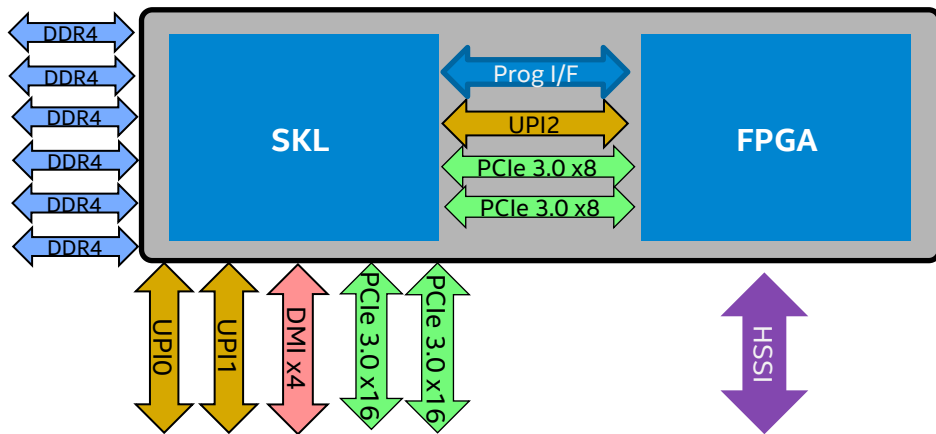 DDR4
DDR4
DDR4
DDR4
DDR4
DDR4
SKL
Prog I/F
UPI2
PCIe 3.0 x8
PCIe 3.0 x8
FPGA
UPI0
UPI1
DMI x4
PCIe 3.0 x16
PCIe 3.0 x16
HSSI